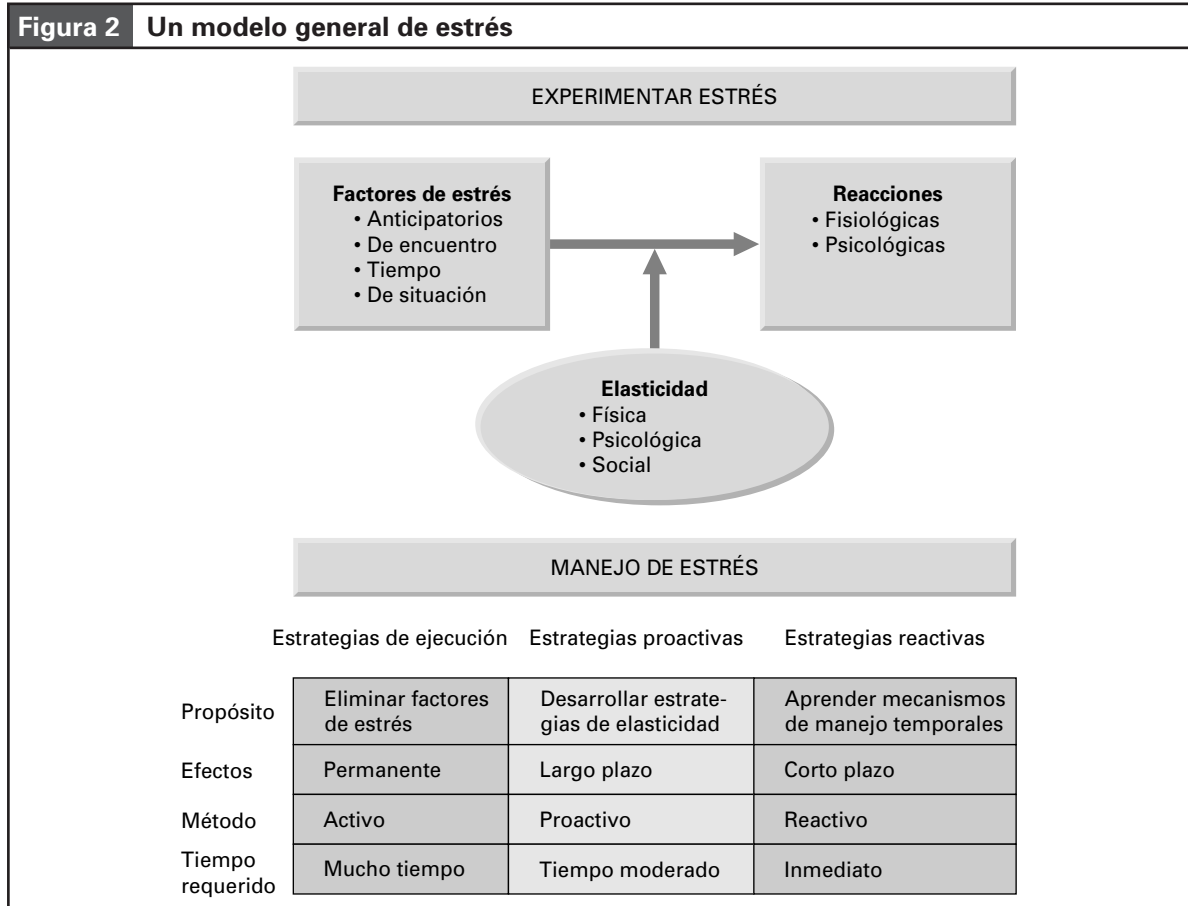 Figura 2 Un modelo general de estrés
EXPERIMENTAR ESTRÉS
Factores de estrés
• Anticipatorios
• De encuentro
• Tiempo
• De situación
Reacciones
• Fisiológicas
• Psicológicas
Elasticidad
• Física
• Psicológica
• Social
MANEJO DE ESTRÉS
Estrategias de ejecución Estrategias proactivas Estrategias reactivas
Propósito
Eliminar factores
de estrés
Desarrollar estrate-
gias de elasticidad
Aprender mecanismos
de manejo temporales
Efectos Permanente Largo plazo Corto plazo
Método Activo Proactivo Reactivo
Tiempo
requerido
Mucho tiempo Tiempo moderado Inmediato